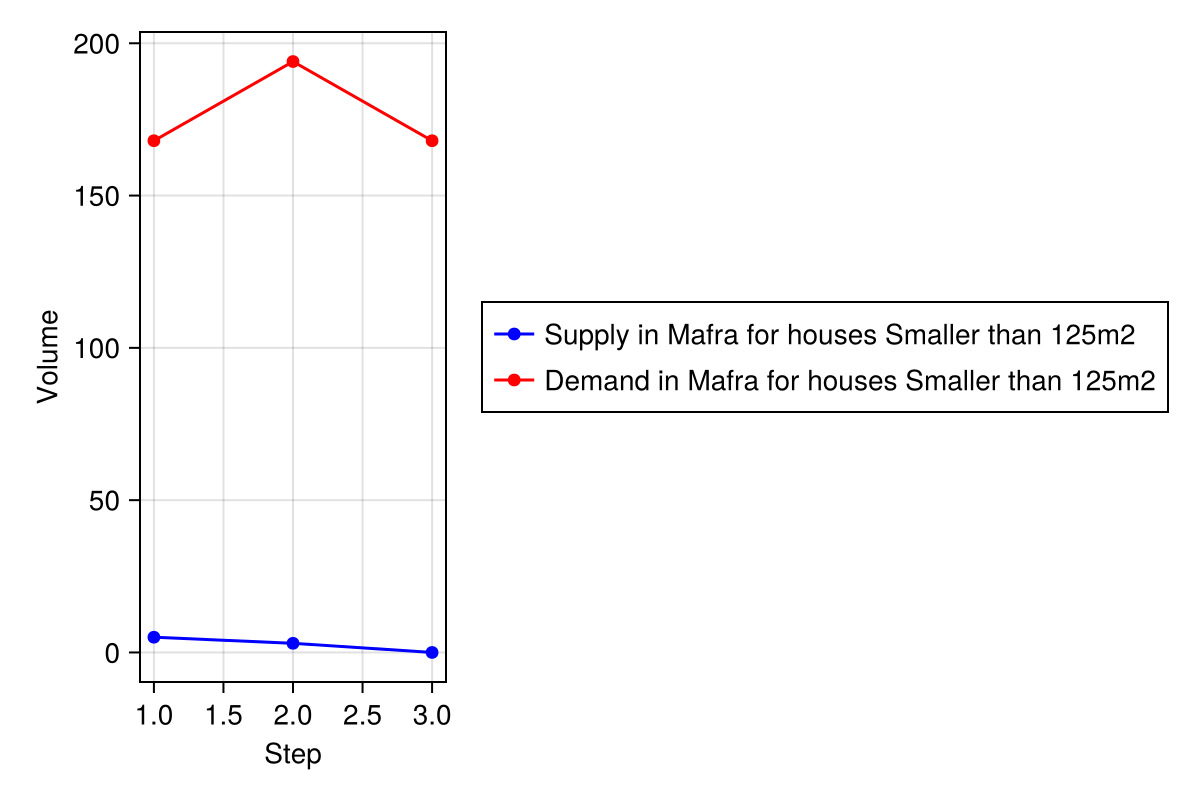 200
150
100
50
0
Volume
1.0 1.5 2.0 2.5 3.0
Step
Supply in Mafra for houses Smaller than 125m2
Demand in Mafra for houses Smaller than 125m2